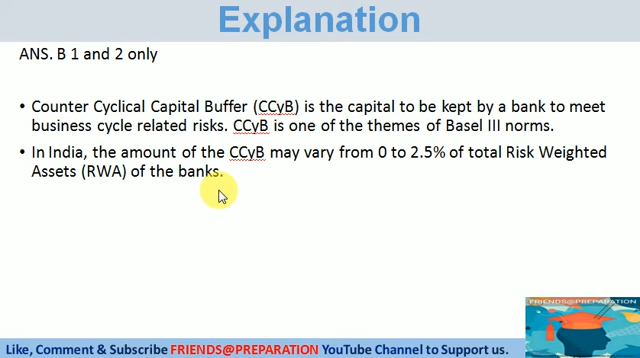 Explanation
ANS. B 1 and 2 only
• Counter Cyclical Capital Buffer (CCyB) is the capital to be kept by a bank to meet
business cycle related risks. CCyB is one of the themes of Basel III norms.
• In India, the amount of the CCyB may vary from 0 to 2.5% of total Risk Weighted
Assets (RWA) of the banks.
FRIENDS@PREPARATION
Like, Comment & Subscribe FRIENDS@PREPARATION YouTube Channel to Support us.